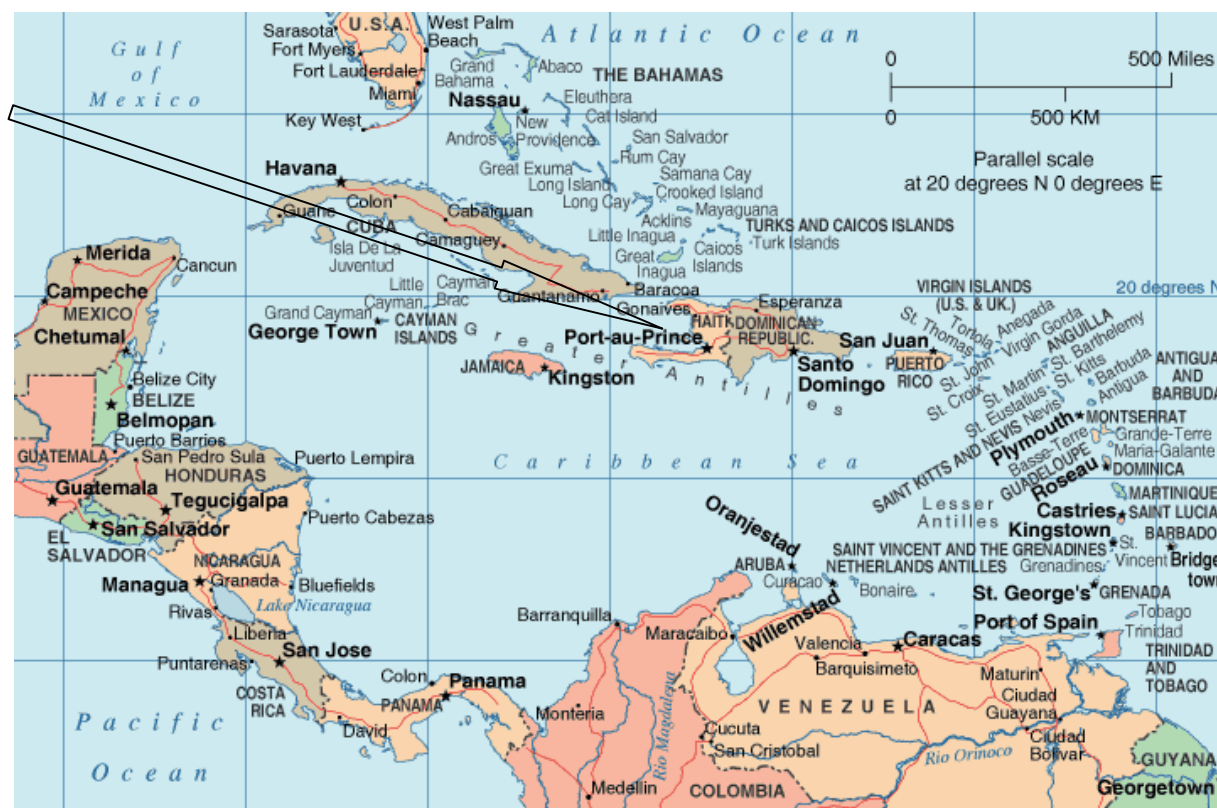 U.S.A.
Sarasota
Fort Myers
West Palm
Beach
Fort Lauderdale
Miami
Key West
Gulf
of
Mexico
Atlantic Ocean
Grand
Bahama
Abaco
THE BAHAMAS
Nassau
New
Providence
Eleuthera
Cat Island
Andros
San Salvador
Great Exuma
Rum Cay
Long Island
Samana Cay
Long Cay
Crooked Island
Acklins
Mayaguana
Little Inagua
TURKS AND CAICOS ISLANDS
Turk Islands
Great
Inagua
Caicos
Islands
0
500 Miles
0
500 KM
Parallel scale
at 20 degrees N 0 degrees E
20 degrees N
Havana
Guane
Colon
Cabaiguan
CUBA
Camaguey
Isla De La
Juventud
Guantanamo
Baracoa
Little
Cayman
Cayman
Brac
Grand Cayman
George Town
CAYMAN
ISLANDS
Greater Antilles
JAMAICA
Kingston
Gonaives
HAITI
Port-au-Prince
Esperanza
DOMINICAN
REPUBLIC.
Santo
Domingo
San Juan
PUERTO
RICO
VIRGIN ISLANDS
(U.S. & UK.)
St. Thomas
Tortola
Anegada
St. John
Virgin Gorda
St. Croix
ANGUILLA
St. Martin
St. Barthelemy
St. Eustatius
St. Kitts
SAINT KITTS AND NEVIS
Nevis
Barbuda
Antigua
ANTIGUA
AND
BARBUDA
Plymouth
MONTSERRAT
Basse-Terre
Grande-Terre
GUADELOUPE
Maria-Galante
Roseau
DOMINICA
MARTINIQUE
Lesser
Antilles
Castries
SAINT LUCIA
Kingstown
St.
Vincent
BARBADO
Bridge
town
SAINT VINCENT AND THE GRENADINES
Grenadines
St. George's
GRENADA
Port of Spain
Tobago
Trinidad
TRINIDAD
AND
TOBAGO
Caribbean Sea
Oranjestad
ARUBA
Curacao
NETHERLANDS ANTILLES
Bonaire
Willemstad
Merida
Cancun
Campeche
MEXICO
Chetumal
Belize City
BELIZE
Belmopan
Puerto Barrios
GUATEMALA
Guatemala
San Pedro Sula
HONDURAS
Puerto Lempira
Tegucigalpa
San Salvador
EL
SALVADOR
Puerto Cabezas
NICARAGUA
Managua
Granada
Bluefields
Lake Nicaragua
Rivas
Liberia
San Jose
Puntarenas
COSTA
RICA
Colon
Panama
PANAMA
David
Pacific
Ocean
Barranquilla
Monteria
Rio Magdalena
Medellin
COLOMBIA
Maracaibo
Valencia
Caracas
Barquisimeto
Cucuta
San Cristobal
VENEZUELA
Maturin
Ciudad
Guayana
Ciudad
Bolivar
Rio Orinoco
GUYANA
Georgetown